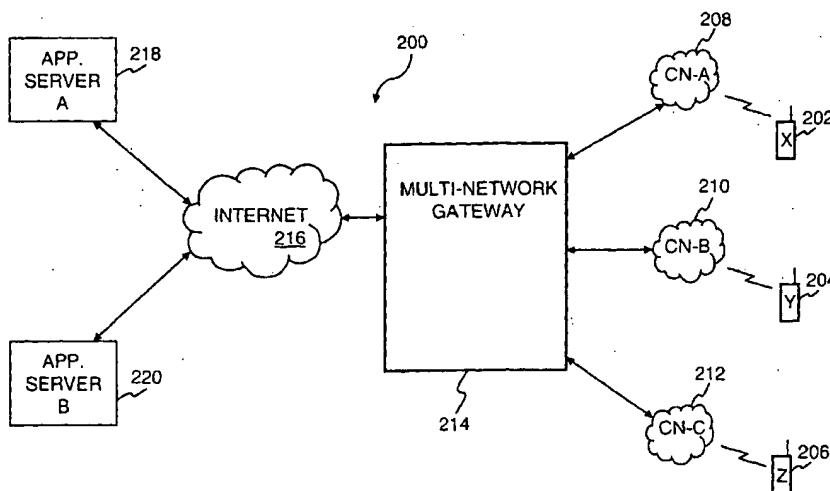 APP.
SERVER
A
218
200
208
CN-A
202
X
INTERNET
216
MULTI-NETWORK
GATEWAY
210
CN-B
204
Y
APP.
SERVER
B
220
214
212
CN-C
206
Z